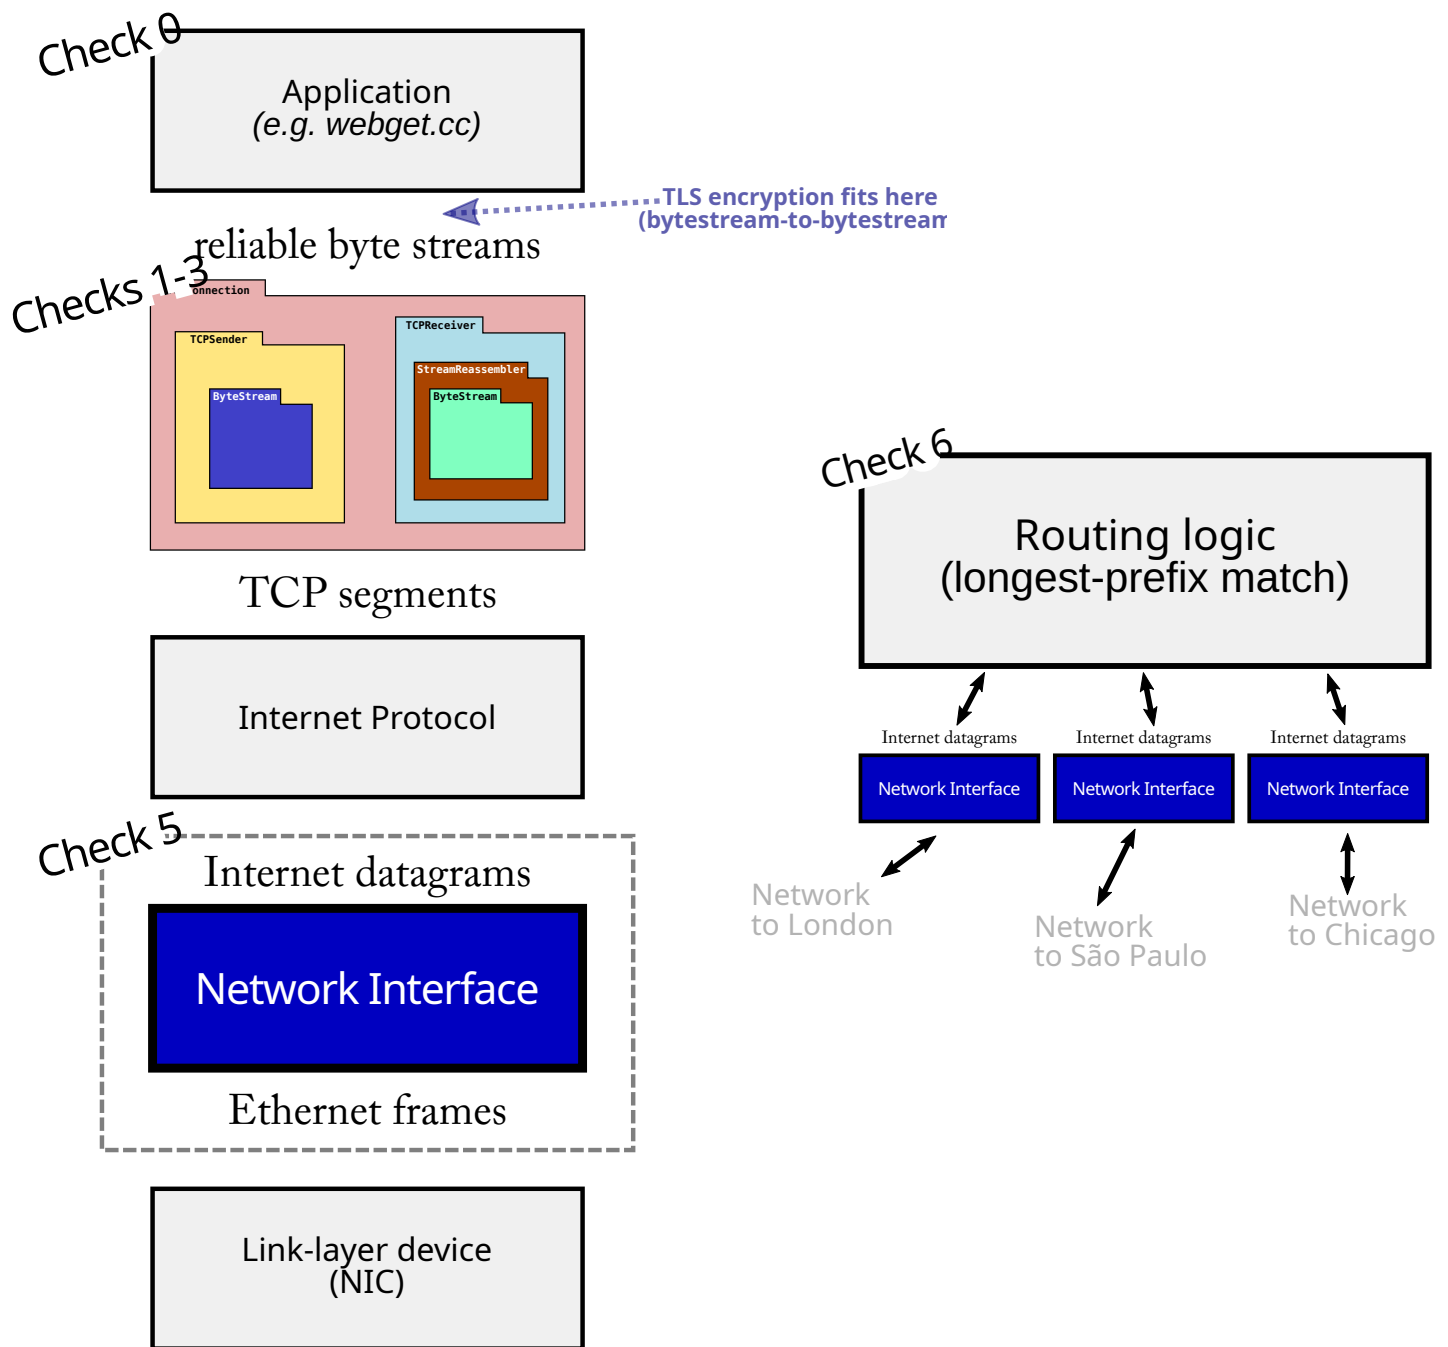 Check 0
Application
(e.g. webget.cc)
TLS encryption fits here
(bytestream-to-bytestream
reliable byte streams
Checks 1-3
onnection
TCPSender
ByteStream
TCPReceiver
StreamReassembler
ByteStream
TCP segments
Internet Protocol
Check 5
Internet datagrams
Network Interface
Ethernet frames
Link-layer device
(NIC)
Check 6
Routing logic
(longest-prefix match)
Internet datagrams
Internet datagrams
Internet datagrams
Network Interface
Network Interface
Network Interface
Network
to London
Network
to São Paulo
Network
to Chicago